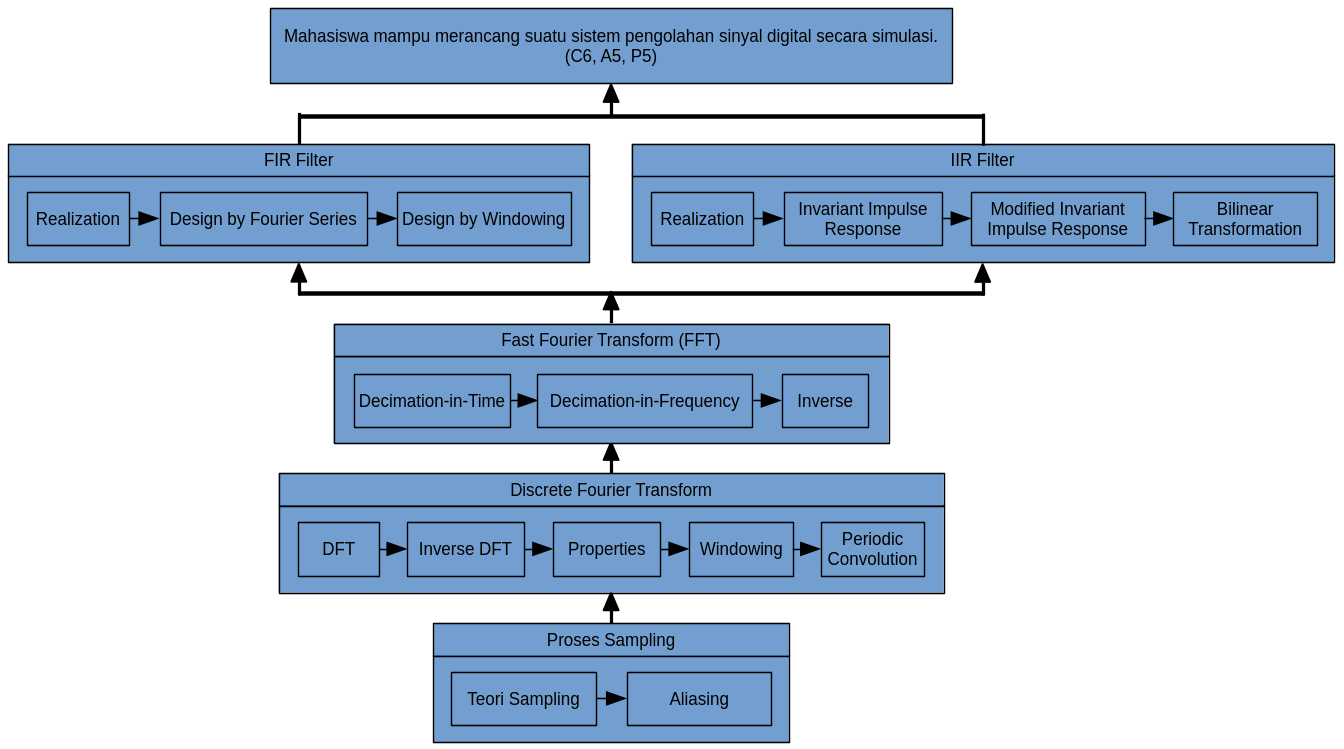 Mahasiswa mampu merancang suatu sistem pengolahan sinyal digital secara simulasi.
(C6, A5, P5)
FIR Filter
Realization
Design by Fourier Series
Design by Windowing
IIR Filter
Realization
Invariant Impulse
Response
Modified Invariant
Impulse Response
Bilinear
Transformation
Fast Fourier Transform (FFT)
Decimation-in-Time
Decimation-in-Frequency
Inverse
Discrete Fourier Transform
DFT
Inverse DFT
Properties
Windowing
Periodic
Convolution
Proses Sampling
Teori Sampling
Aliasing